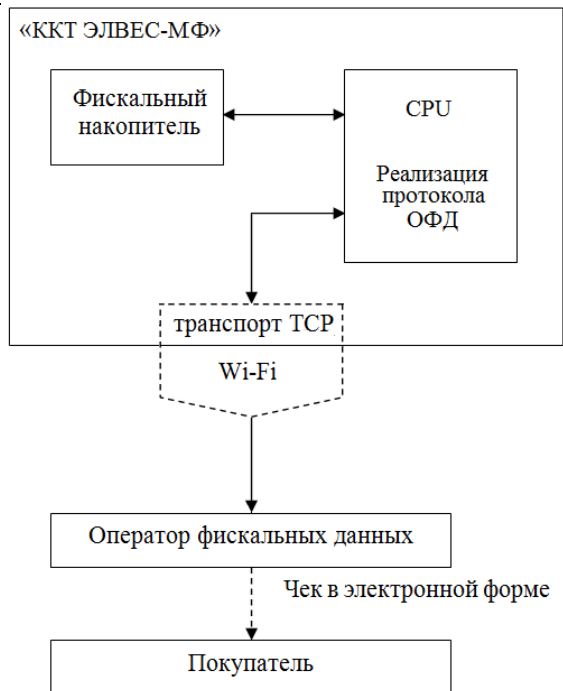 «ККТ ЭЛВЕС-МФ»
Фискальный
накопитель
CPU
Реализация
протокола
ОФД
транспорт TCP
Wi-Fi
Оператор фискальных данных
Чек в электронной форме
Покупатель